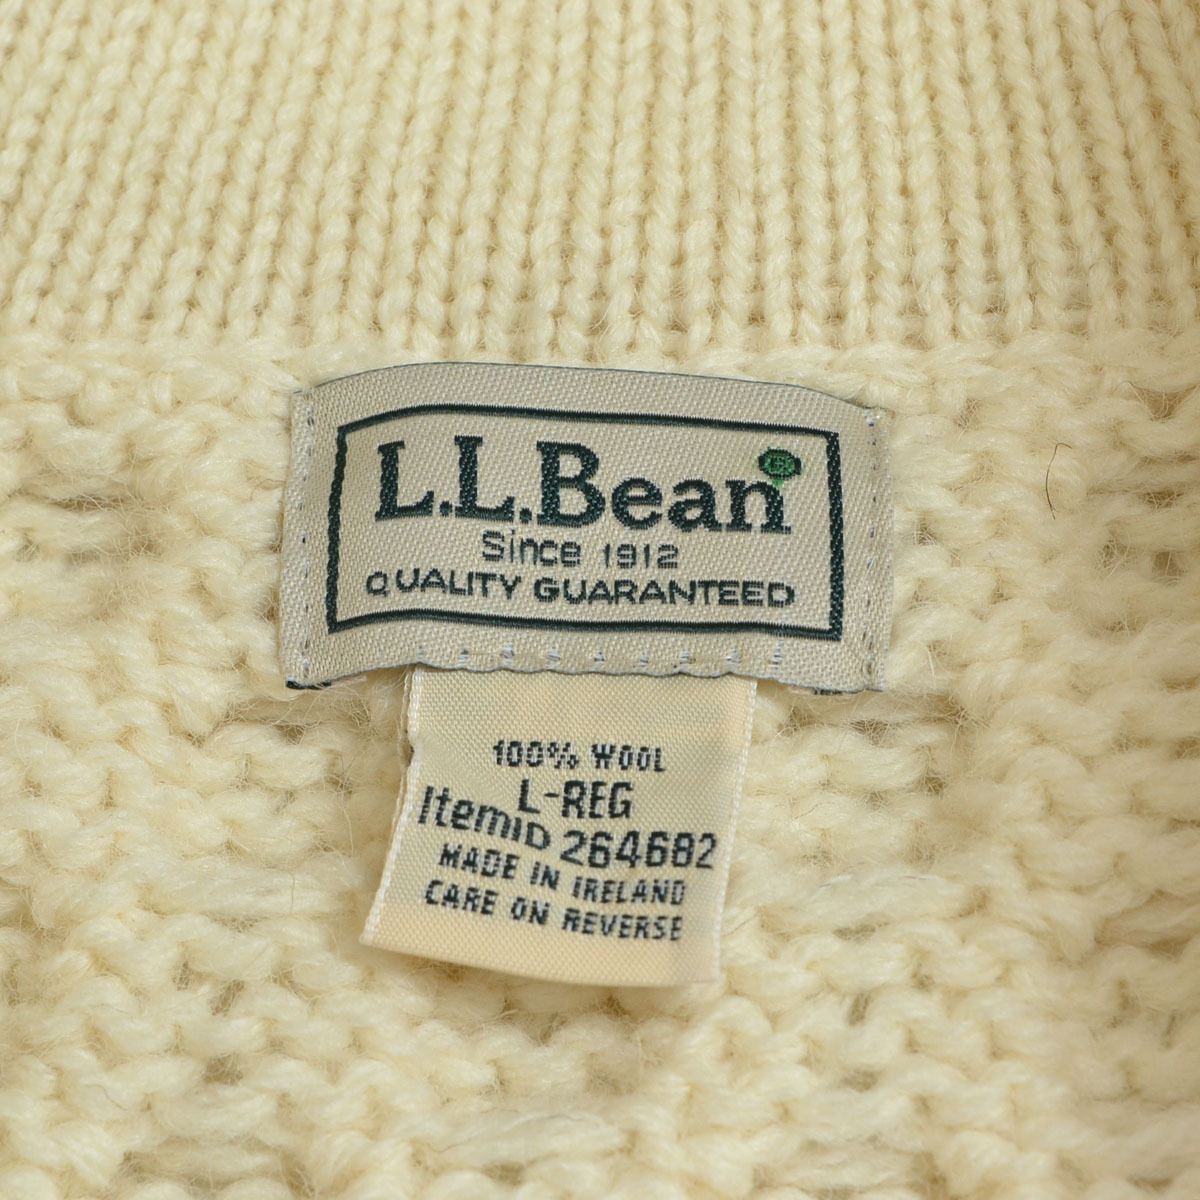 L.L.Bean®
Since 1912
QUALITY GUARANTEED
100% WOOL
L-REG
ItemID 264682
MADE IN IRELAND
CARE ON REVERSE